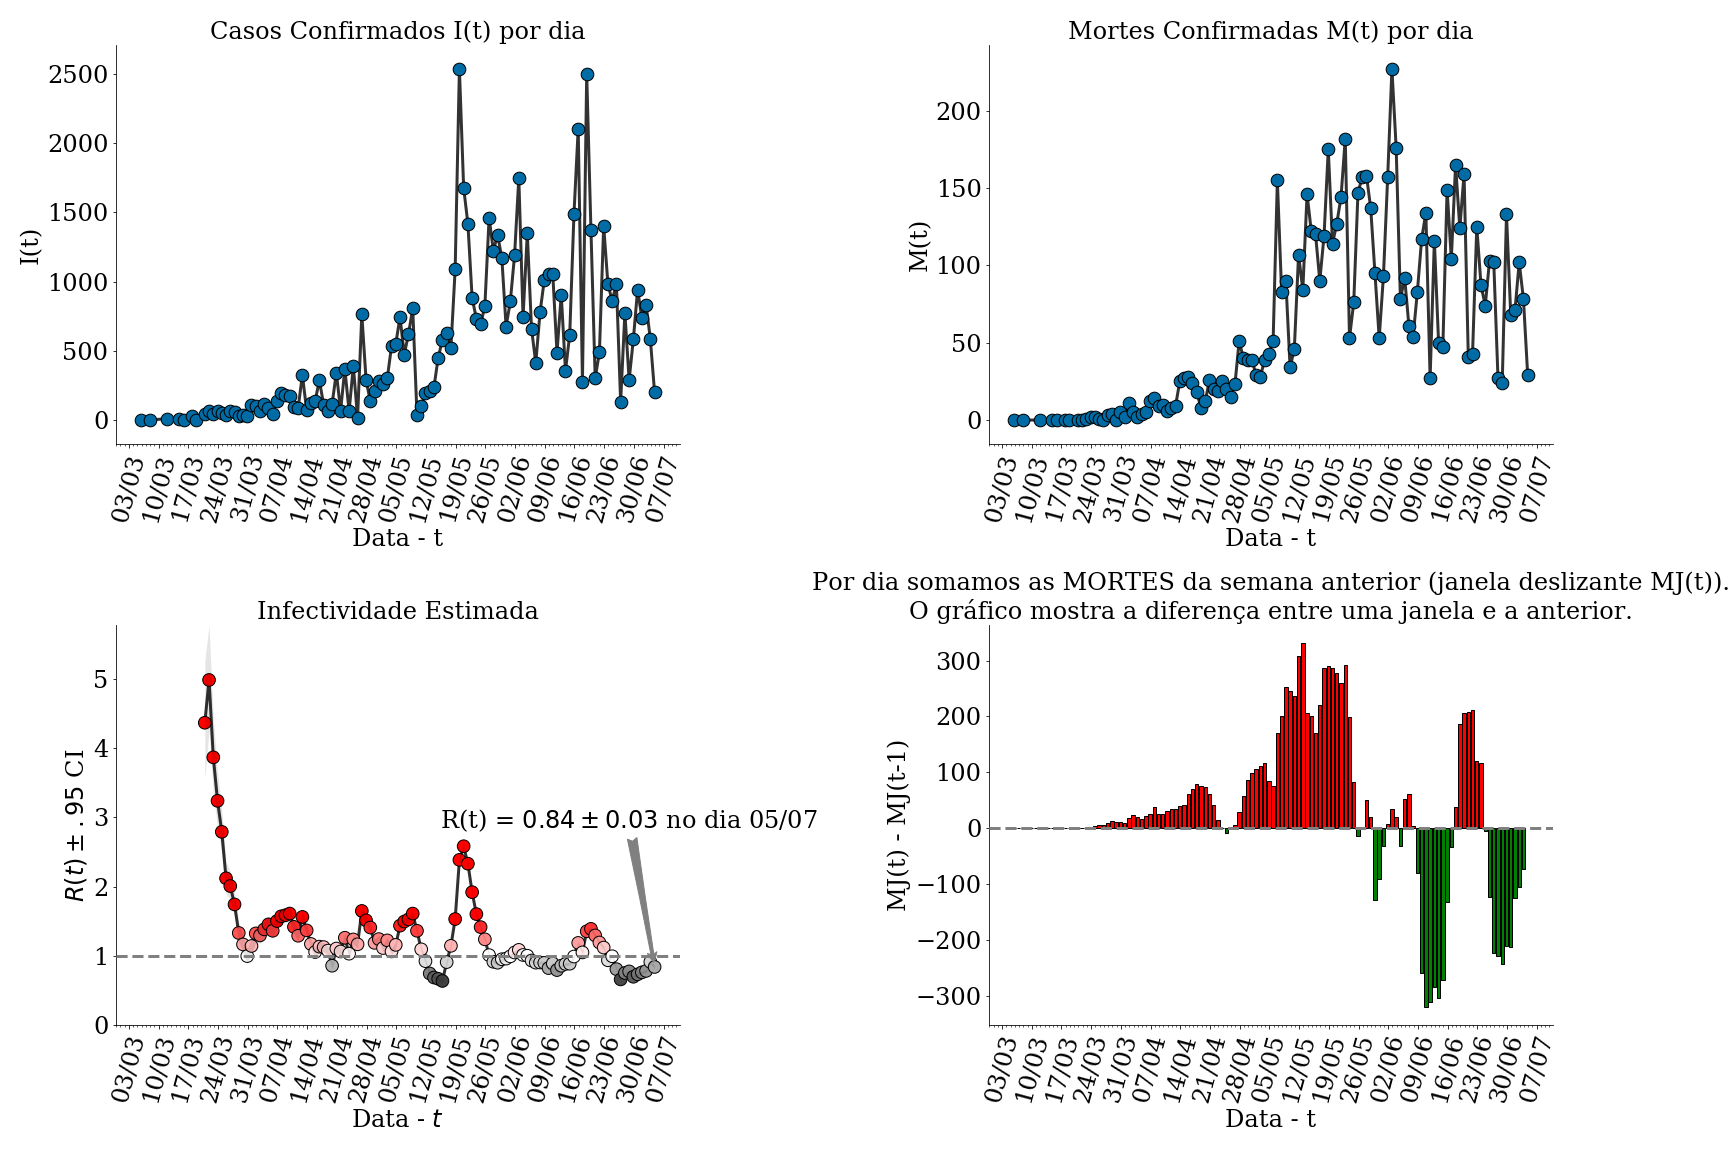 Casos Confirmados I(t) por dia
I(t)
2500
2000
1500
1000
500
0
03/03 10/03 17/03 24/03 31/03 07/04 14/04 21/04 28/04 05/05 12/05 19/05 26/05 02/06 09/06 16/06 23/06 30/06 07/07
Data - t
Mortes Confirmadas M(t) por dia
M(t)
200
150
100
50
0
03/03 10/03 17/03 24/03 31/03 07/04 14/04 21/04 28/04 05/05 12/05 19/05 26/05 02/06 09/06 16/06 23/06 30/06 07/07
Data - t
Infectividade Estimada
R(t) ± .95 CI
5
4
3
2
1
0
R(t) = 0.84 ± 0.03 no dia 05/07
03/03 10/03 17/03 24/03 31/03 07/04 14/04 21/04 28/04 05/05 12/05 19/05 26/05 02/06 09/06 16/06 23/06 30/06 07/07
Data - t
Por dia somamos as MORTES da semana anterior (janela deslizante MJ(t)).
O gráfico mostra a diferença entre uma janela e a anterior.
MJ(t) - MJ(t-1)
300
200
100
0
−100
−200
−300
03/03 10/03 17/03 24/03 31/03 07/04 14/04 21/04 28/04 05/05 12/05 19/05 26/05 02/06 09/06 16/06 23/06 30/06 07/07
Data - t